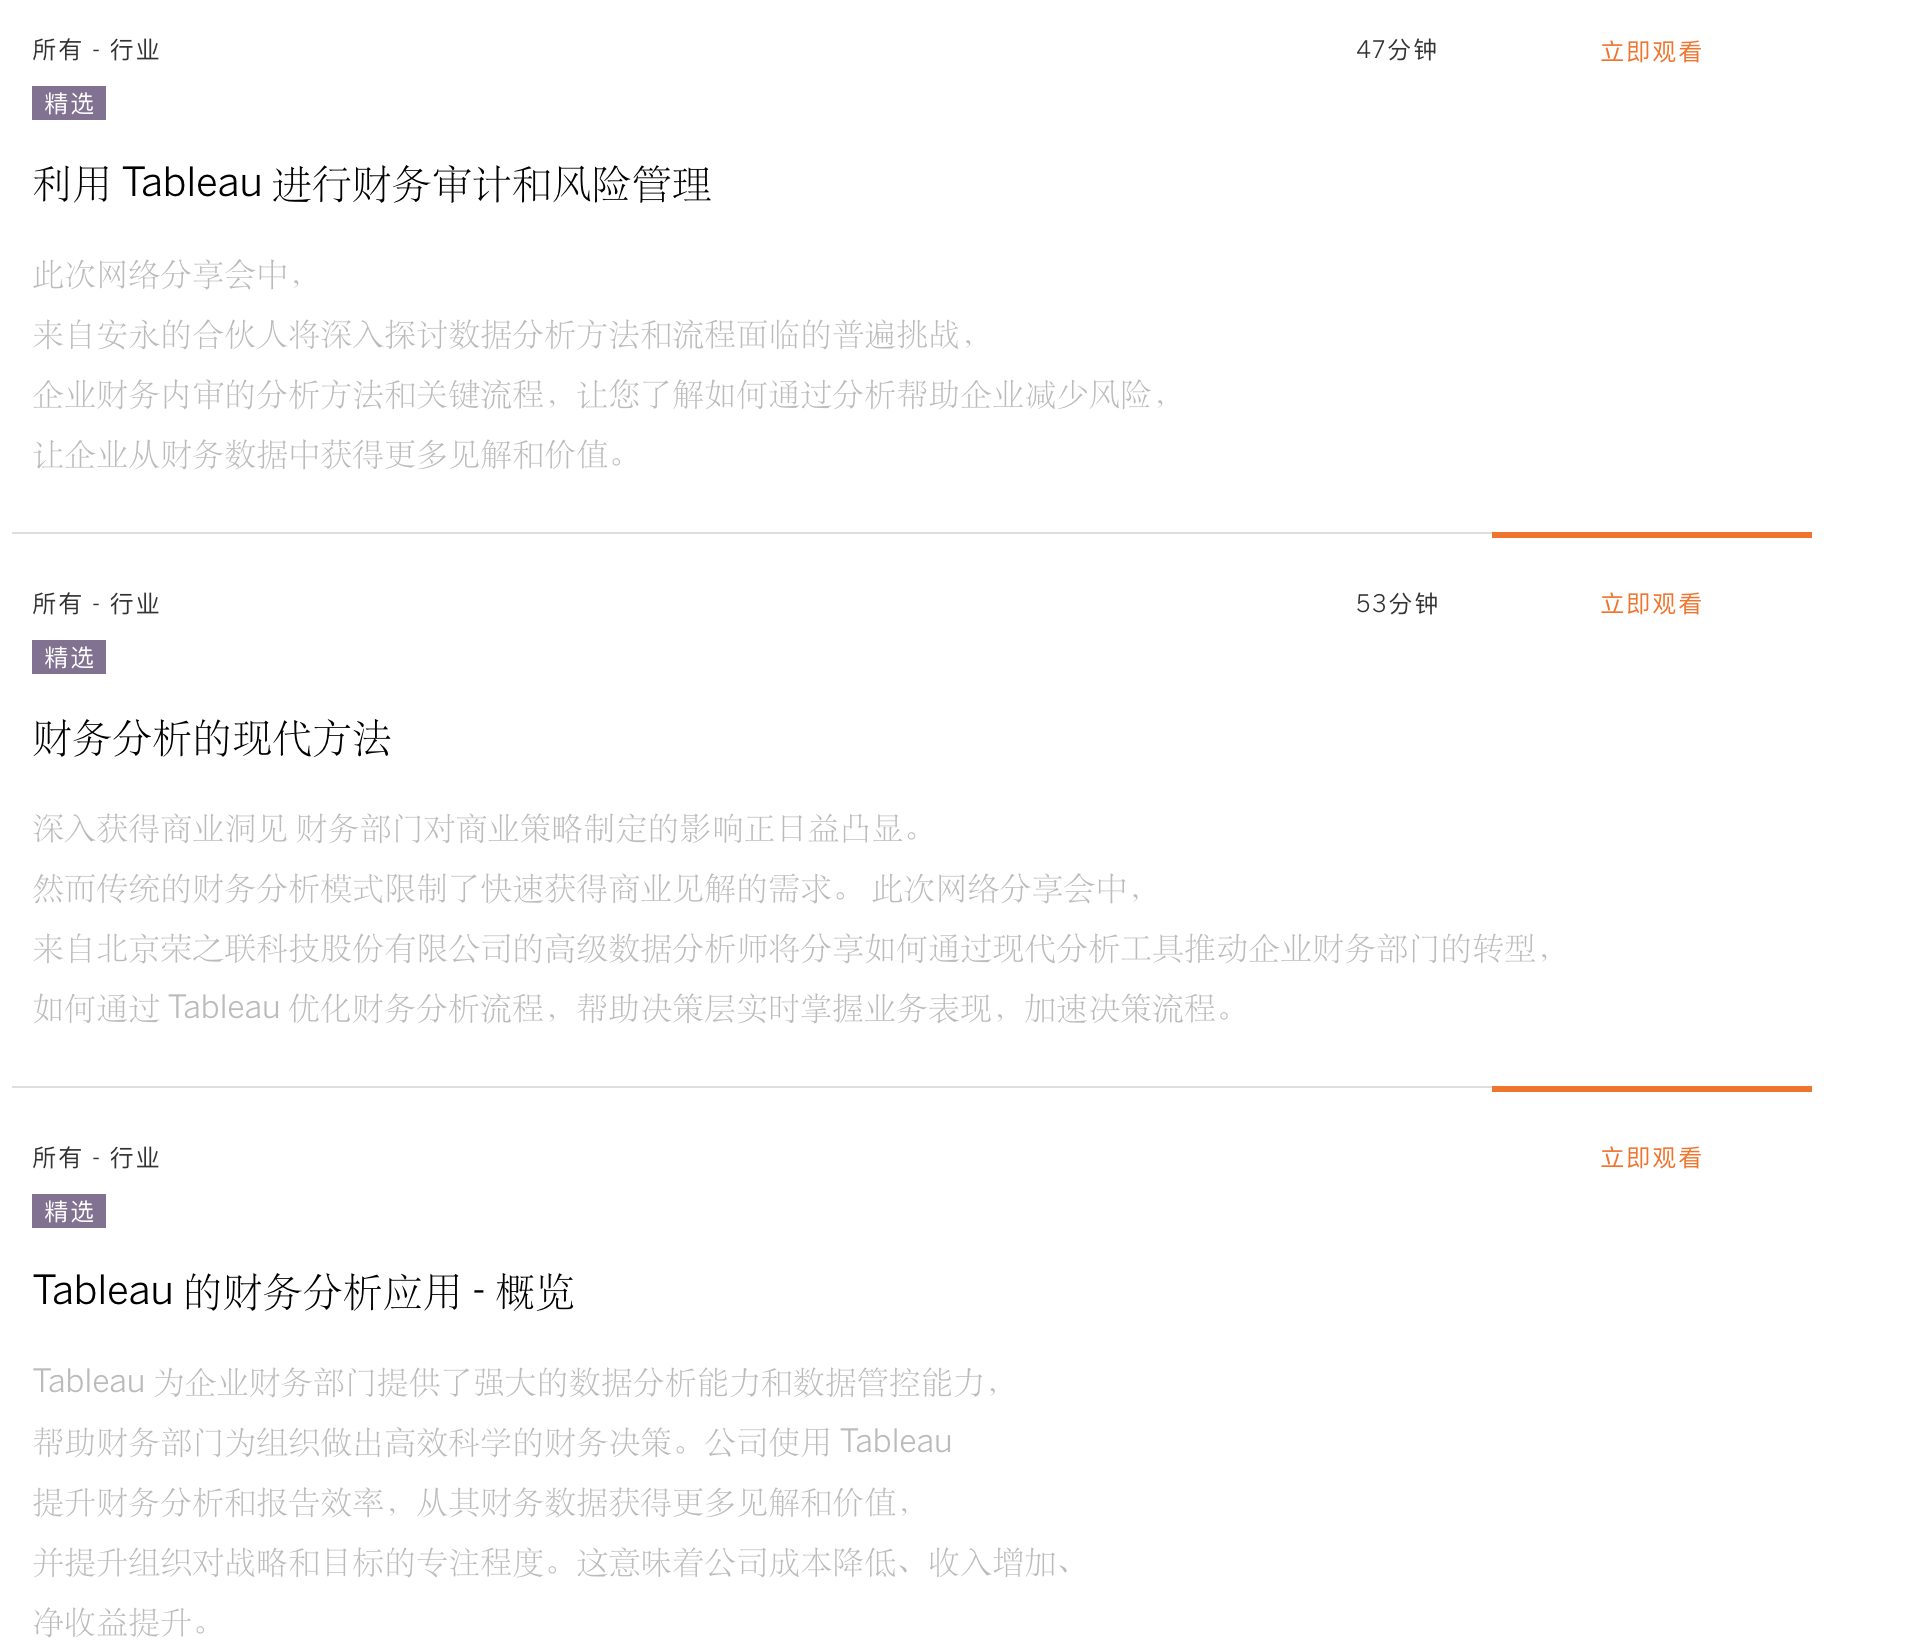 所有 - 行业
47分钟
立即观看
精选
利用 Tableau 进行财务审计和风险管理
此次网络分享会中，
来自安永的合伙人将深入探讨数据分析方法和流程面临的普遍挑战，
企业财务内审的分析方法和关键流程，让您了解如何通过分析帮助企业减少风险，
让企业从财务数据中获得更多见解和价值。
所有 - 行业
53分钟
立即观看
精选
财务分析的现代方法
深入获得商业洞见 财务部门对商业策略制定的影响正日益凸显。
然而传统的财务分析模式限制了快速获得商业见解的需求。 此次网络分享会中，
来自北京荣之联科技股份有限公司的高级数据分析师将分享如何通过现代分析工具推动企业财务部门的转型，
如何通过 Tableau 优化财务分析流程，帮助决策层实时掌握业务表现，加速决策流程。
所有 - 行业
立即观看
精选
Tableau 的财务分析应用 - 概览
Tableau 为企业财务部门提供了强大的数据分析能力和数据管控能力，
帮助财务部门为组织做出高效科学的财务决策。公司使用 Tableau
提升财务分析和报告效率，从其财务数据获得更多见解和价值，
并提升组织对战略和目标的专注程度。这意味着公司成本降低、收入增加、
净收益提升。